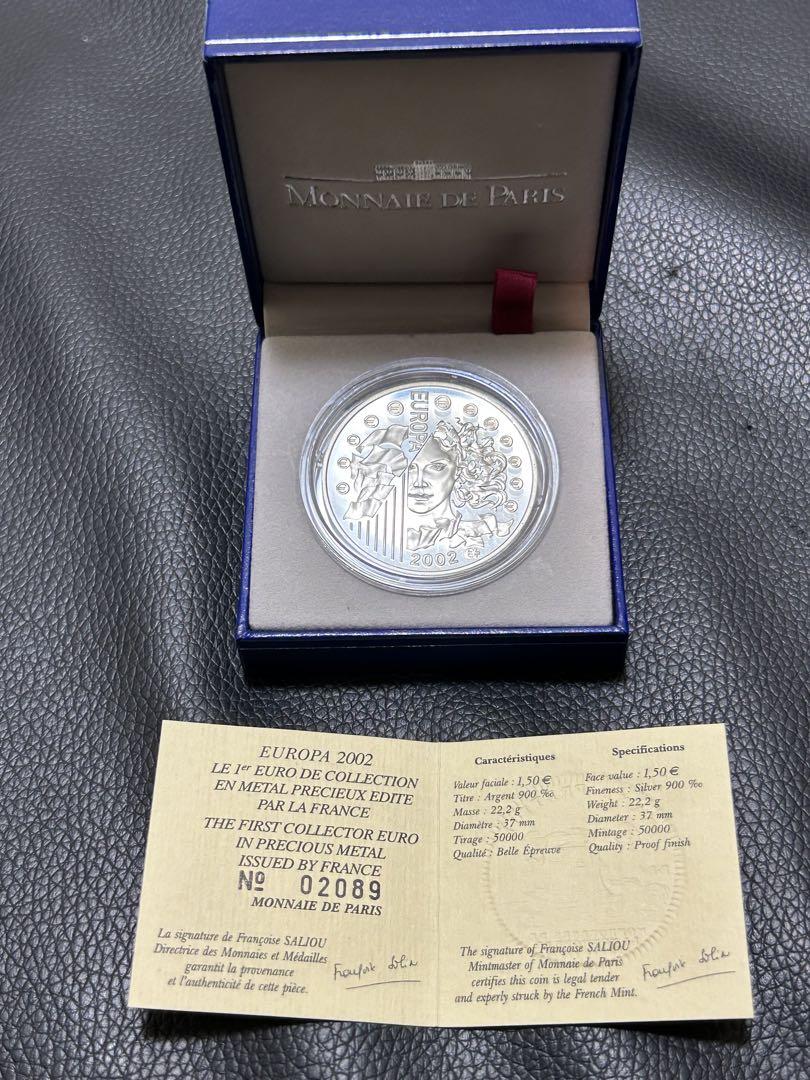 MONNAIE DE PARIS
EUROPA
2002
EUROPA 2002
LE 1er EURO DE COLLECTION
EN METAL PRECIEUX EDITE
PAR LA FRANCE
THE FIRST COLLECTOR EURO
IN PRECIOUS METAL
ISSUED BY FRANCE
Nº 02089
MONNAIE DE PARIS
La signature de Françoise SALIOU
Directrice des Monnaies et Médailles
garantit la provenance
et l'authenticité de cette pièce.
Caractéristiques
Valeur faciale : 1,50 €
Titre : Argent 900 ‰
Masse : 22,2 g
Diamètre : 37 mm
Tirage : 50000
Qualité : Belle Épreuve
Specifications
Face value : 1,50 €
Fineness : Silver 900 ‰
Weight : 22,2 g
Diameter : 37 mm
Mintage : 50000
Quality : Proof finish
The signature of Françoise SALIOU
Mintmaster of Monnaie de Paris
certifies this coin is legal tender
and experly struck by the French Mint.